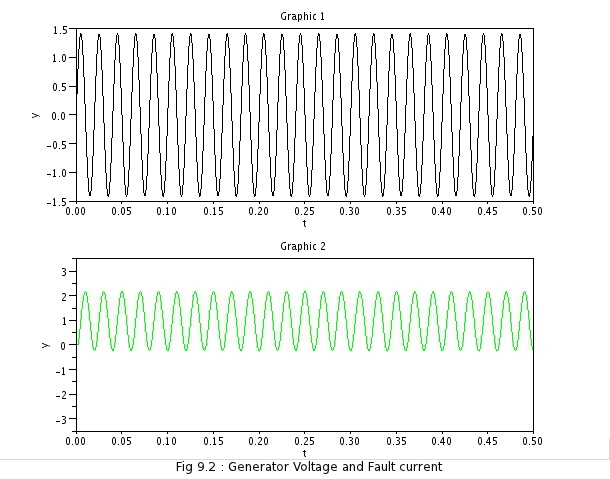 Graphic 1
1.5
1.0
0.5
0.0
−0.5
−1.0
−1.5
y
0.00 0.05 0.10 0.15 0.20 0.25 0.30 0.35 0.40 0.45 0.50
t
Graphic 2
3
2
1
0
−1
−2
−3
y
0.00 0.05 0.10 0.15 0.20 0.25 0.30 0.35 0.40 0.45 0.50
t
Fig 9.2 : Generator Voltage and Fault current